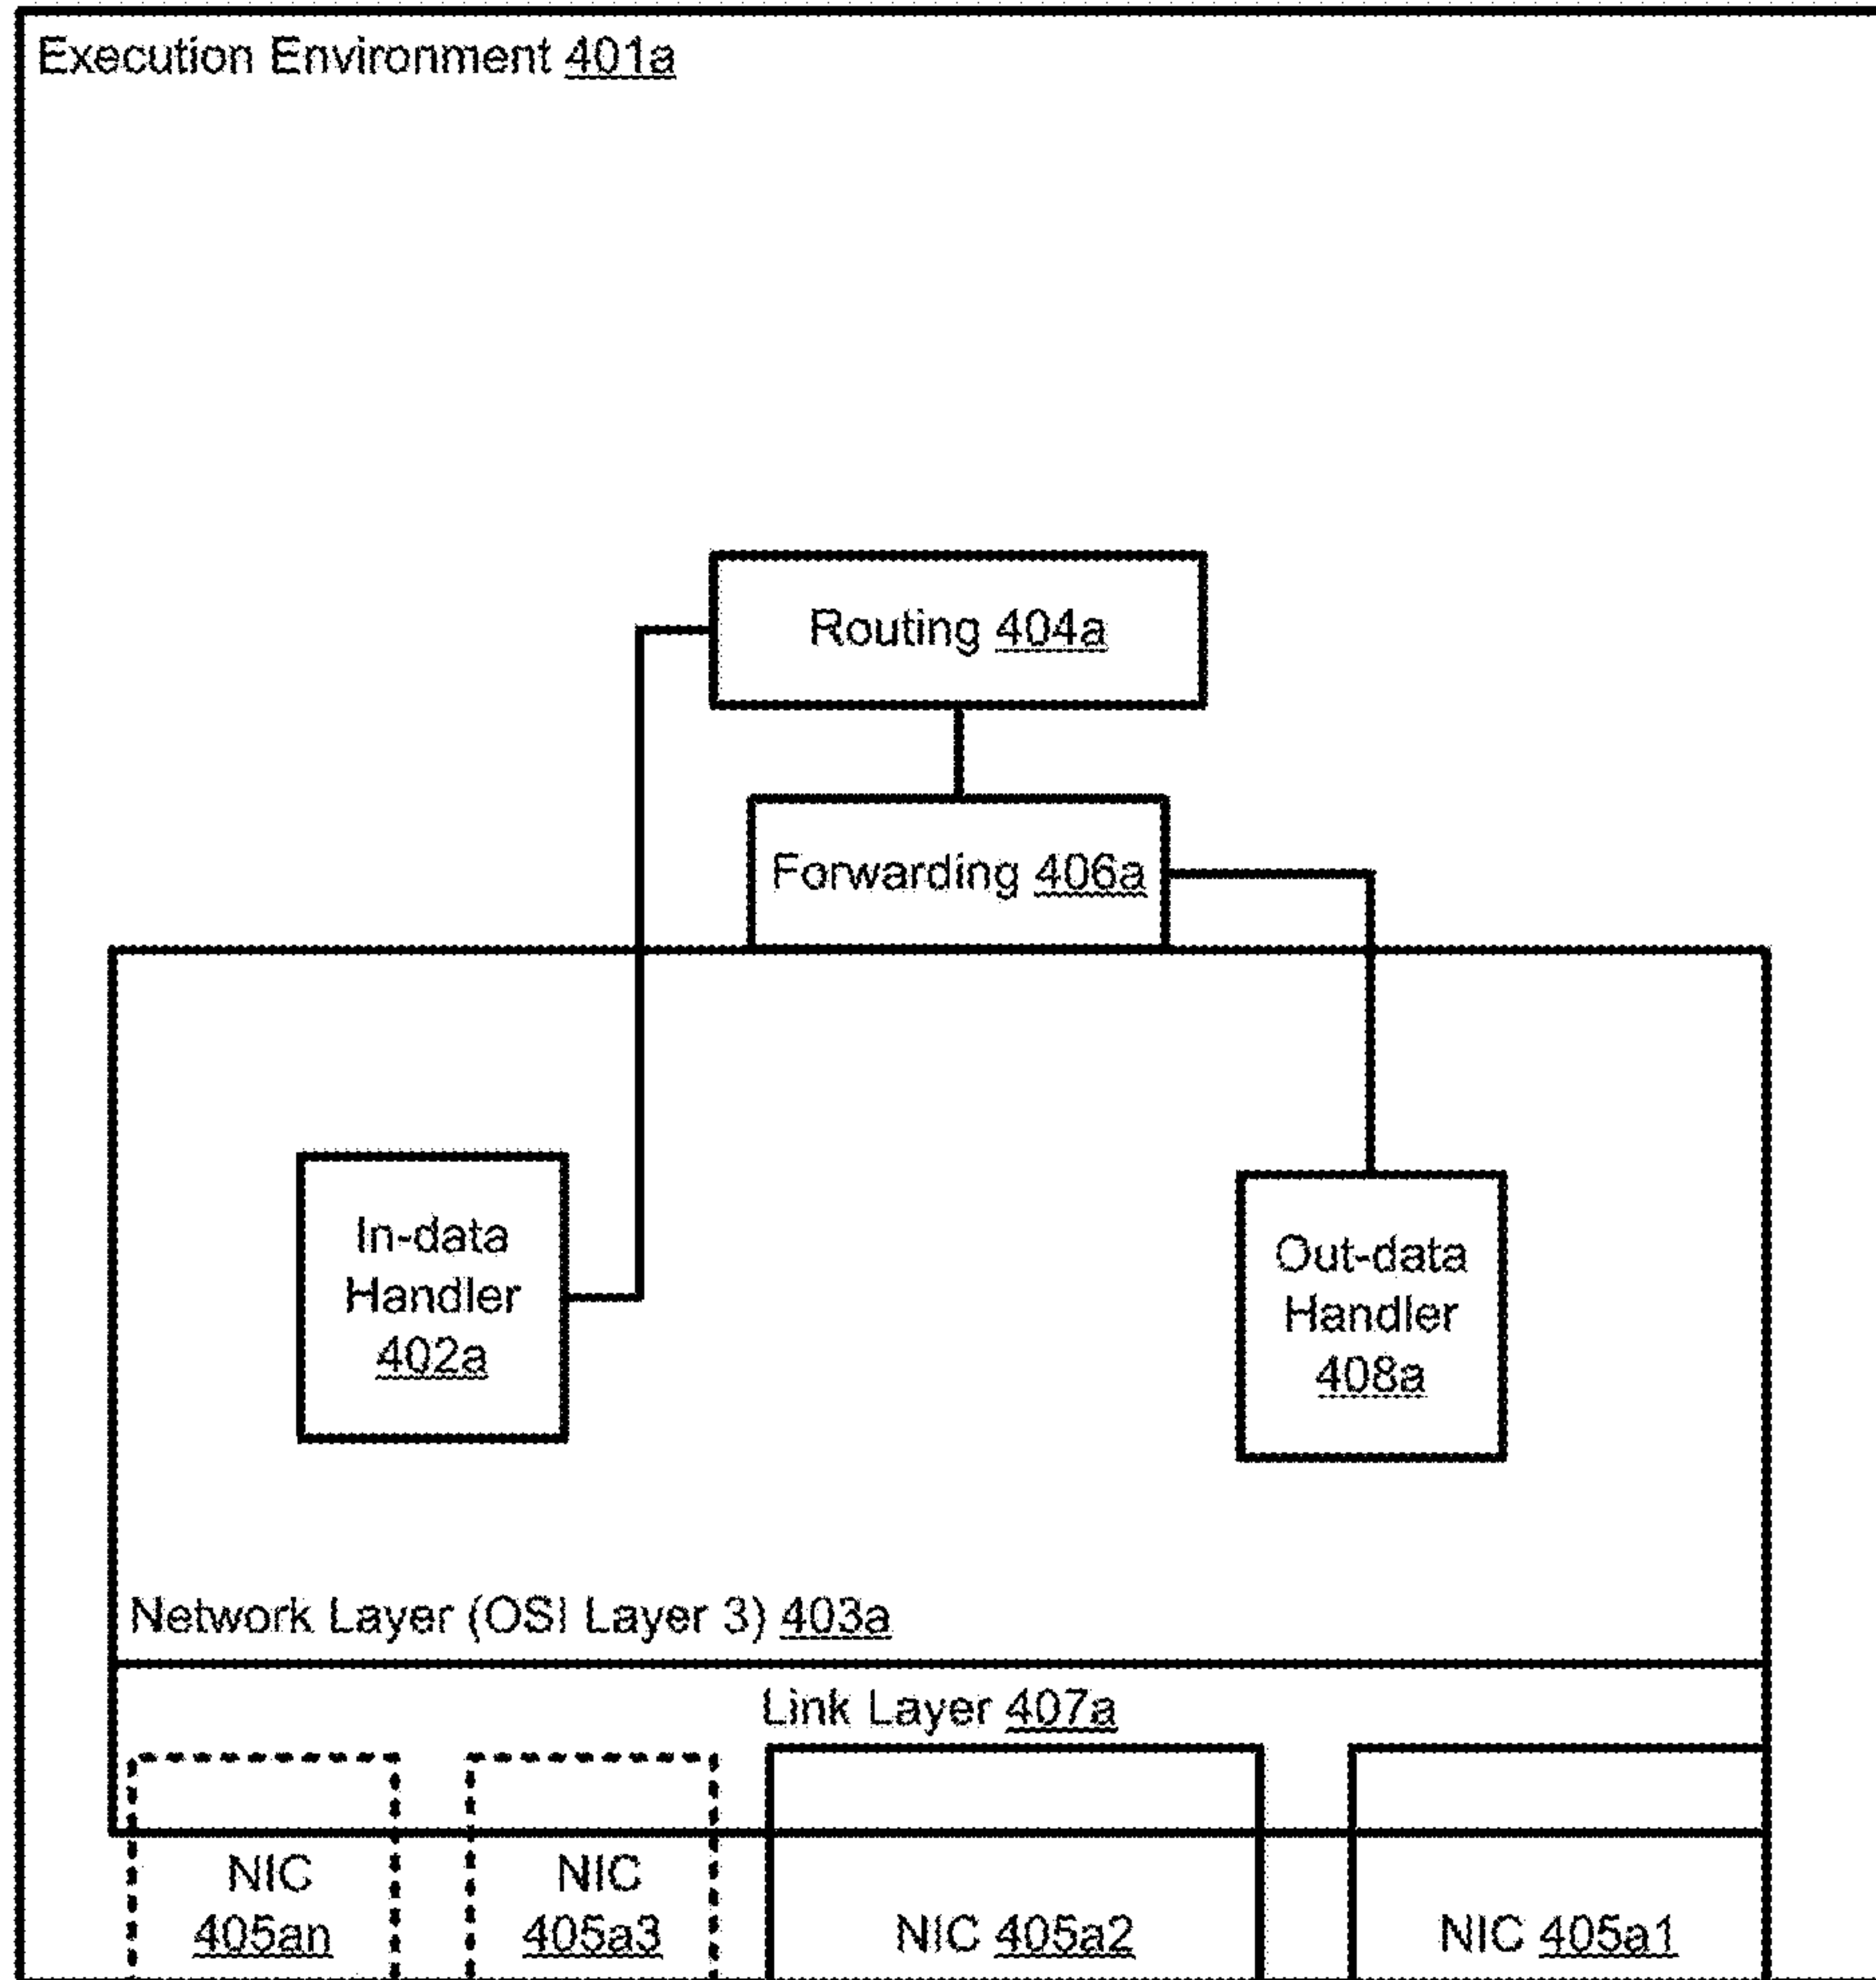 Execution Environment 401a
Routing 404a
Forwarding 406a
In-data
Handler
402a
Out-data
Handler
408a
Network Layer (OSI Layer 3) 403a
Link Layer 407a
NIC
405an
NIC
405a3
NIC 405a2
NIC 405a1